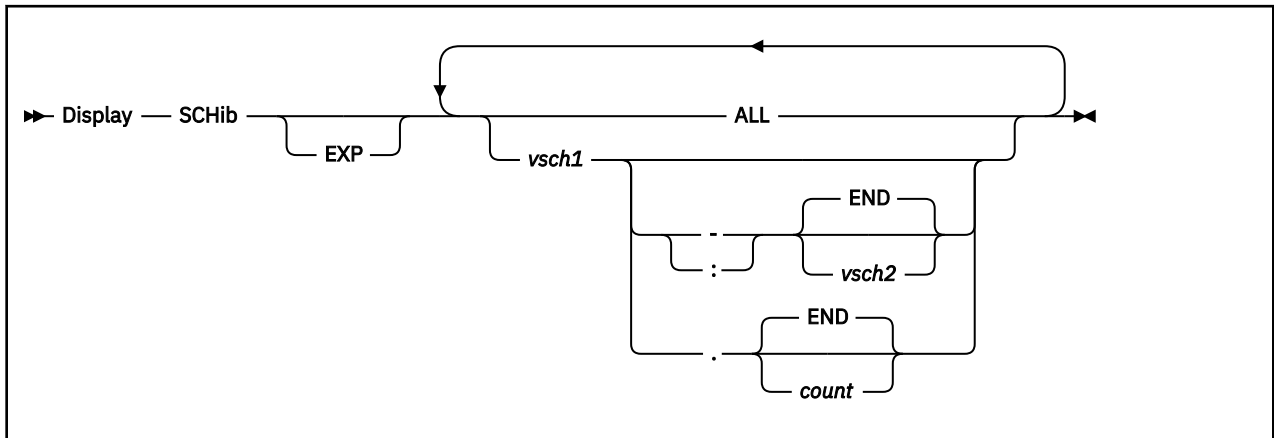 Display SCHib ALL
EXP
vsch1
END
-
:
vsch2
END
.
count